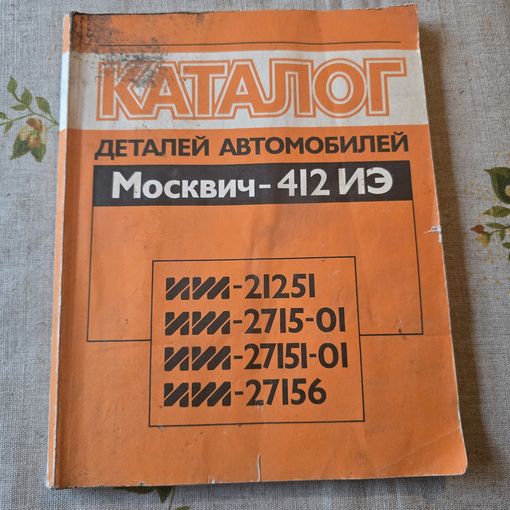 КАТАЛОГ
ДЕТАЛЕЙ АВТОМОБИЛЕЙ
Москвич-412 ИЭ
ИЖ-21251
ИЖ-2715-01
ИЖ-27151-01
ИЖ-27156